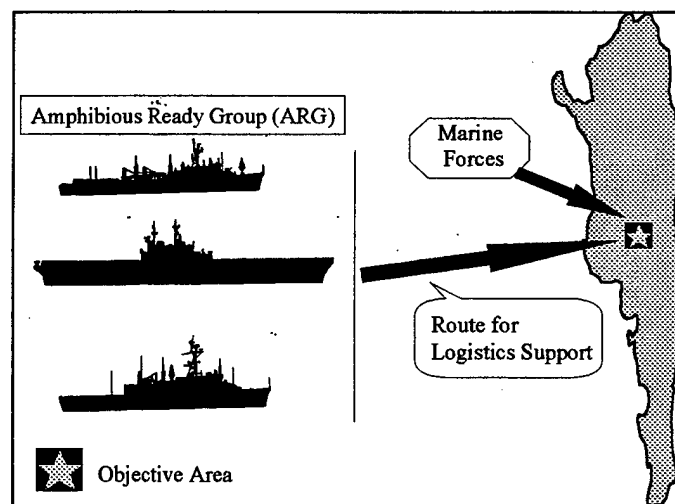 Amphibious Ready Group (ARG)
Marine
Forces
Route for
Logistics Support
Objective Area